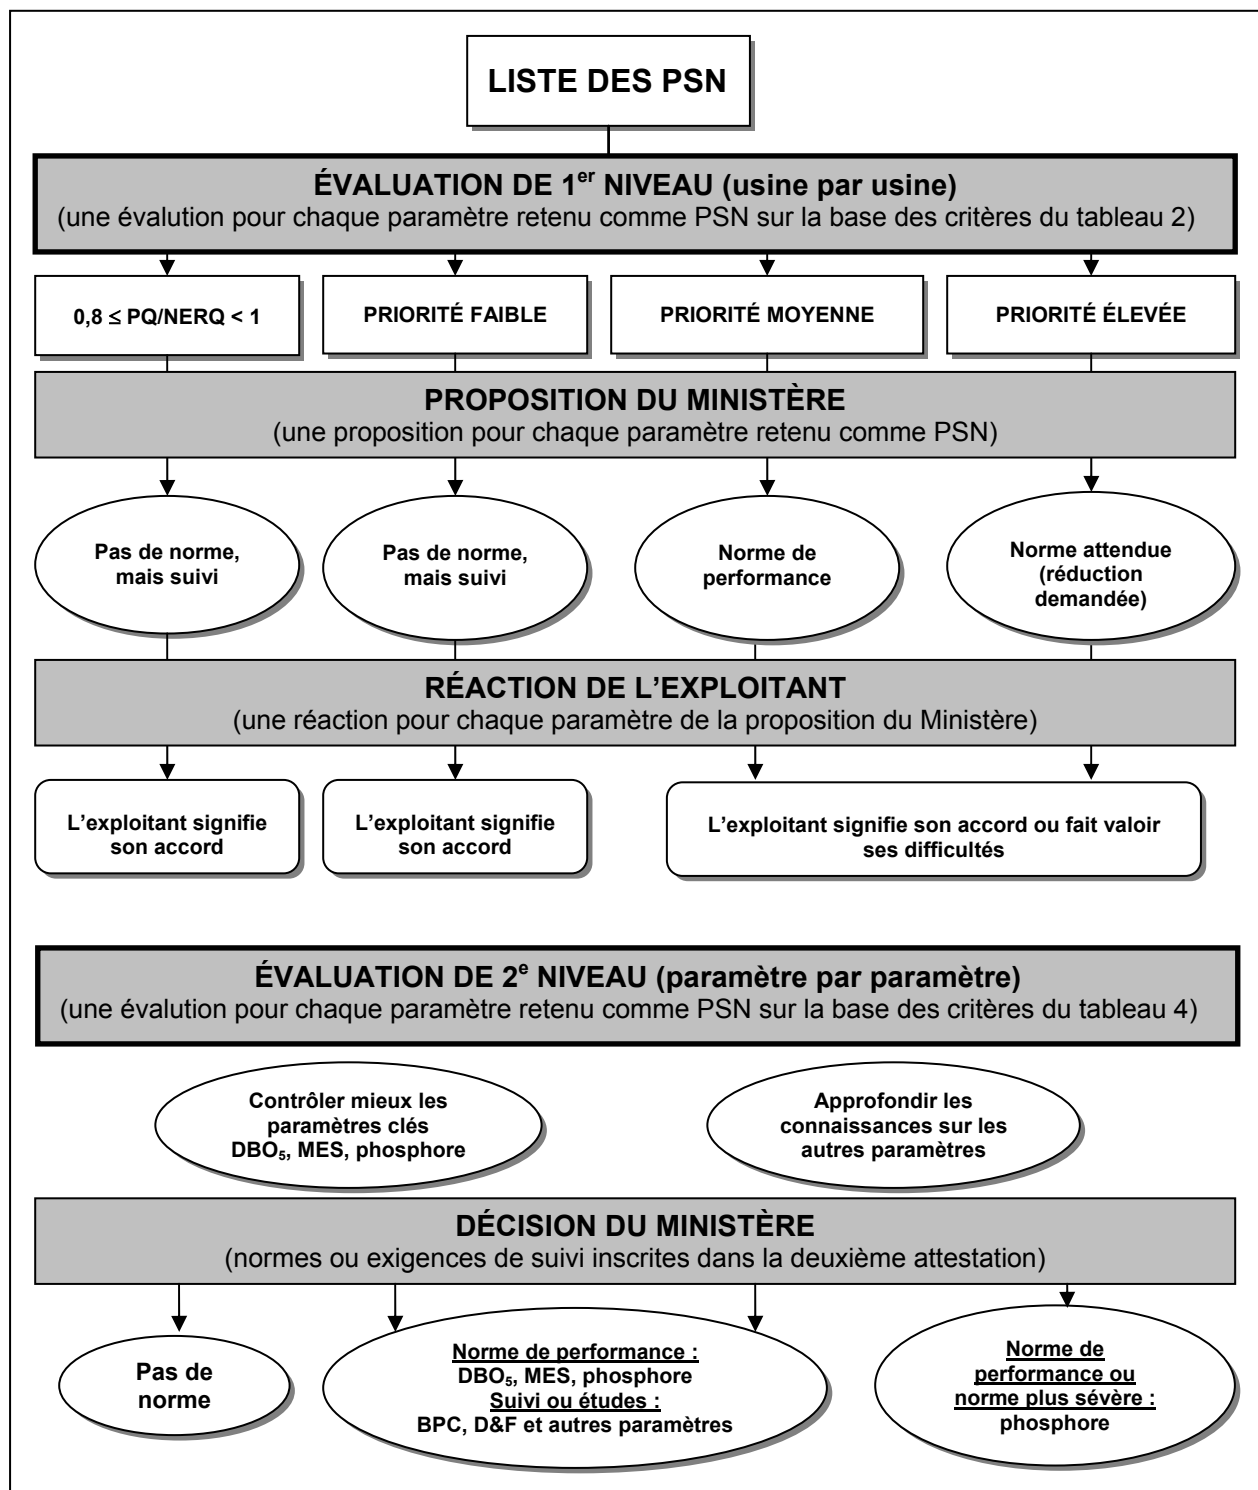 LISTE DES PSN
ÉVALUATION DE 1er NIVEAU (usine par usine)
(une évalution pour chaque paramètre retenu comme PSN sur la base des critères du tableau 2)
0,8 ≤ PQ/NERQ < 1
PRIORITÉ FAIBLE
PRIORITÉ MOYENNE
PRIORITÉ ÉLEVÉE
PROPOSITION DU MINISTÈRE
(une proposition pour chaque paramètre retenu comme PSN)
Pas de norme,
mais suivi
Pas de norme,
mais suivi
Norme de
performance
Norme attendue
(réduction
demandée)
RÉACTION DE L'EXPLOITANT
(une réaction pour chaque paramètre de la proposition du Ministère)
L'exploitant signifie
son accord
L'exploitant signifie
son accord
L'exploitant signifie son accord ou fait valoir
ses difficultés
ÉVALUATION DE 2e NIVEAU (paramètre par paramètre)
(une évalution pour chaque paramètre retenu comme PSN sur la base des critères du tableau 4)
Contrôler mieux les
paramètres clés
DBO₅, MES, phosphore
Approfondir les
connaissances sur les
autres paramètres
DÉCISION DU MINISTÈRE
(normes ou exigences de suivi inscrites dans la deuxième attestation)
Pas de
norme
Norme de performance :
DBO₅, MES, phosphore
Suivi ou études :
BPC, D&F et autres paramètres
Norme de
performance ou
norme plus sévère :
phosphore